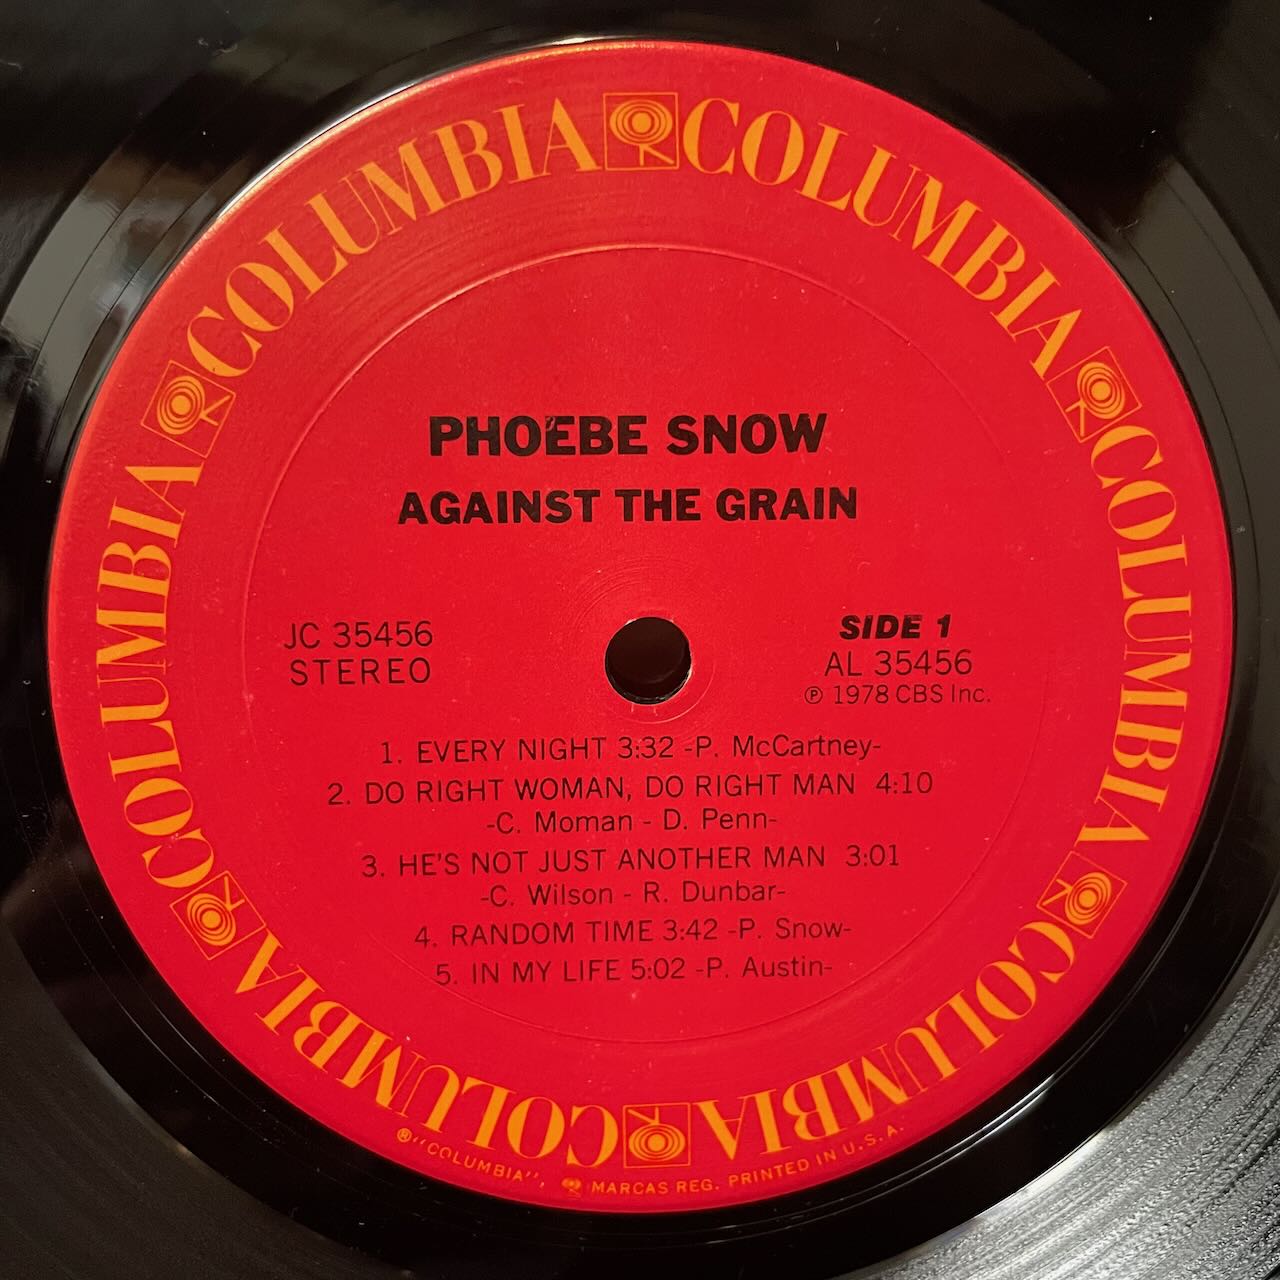 COLUMBIA COLUMBIA COLUMBIA COLUMBIA COLUMBIA COLUMBIA
PHOEBE SNOW
AGAINST THE GRAIN
JC 35456
STEREO
SIDE 1
AL 35456
℗ 1978 CBS Inc.
1. EVERY NIGHT 3:32 -P. McCartney-
2. DO RIGHT WOMAN, DO RIGHT MAN 4:10
-C. Moman - D. Penn-
3. HE'S NOT JUST ANOTHER MAN 3:01
-C. Wilson - R. Dunbar-
4. RANDOM TIME 3:42 -P. Snow-
5. IN MY LIFE 5:02 -P. Austin-
®"COLUMBIA", MARCAS REG. PRINTED IN U.S.A.